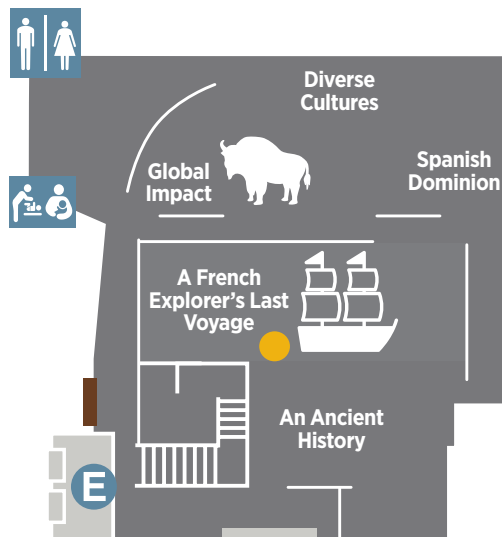 Diverse
Cultures
Global
Impact
Spanish
Dominion
A French
Explorer’s Last
Voyage
An Ancient
History
E